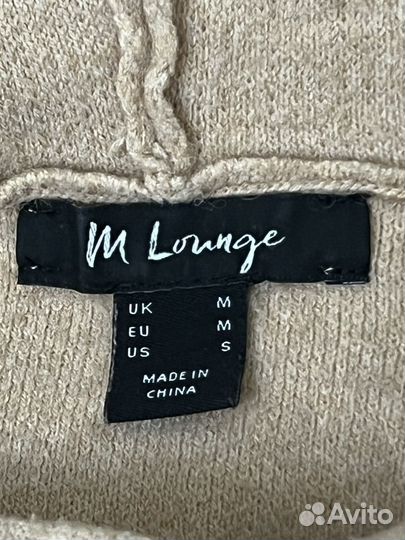 M Lounge
UK M
EU M
US S
MADE IN
CHINA
Avito